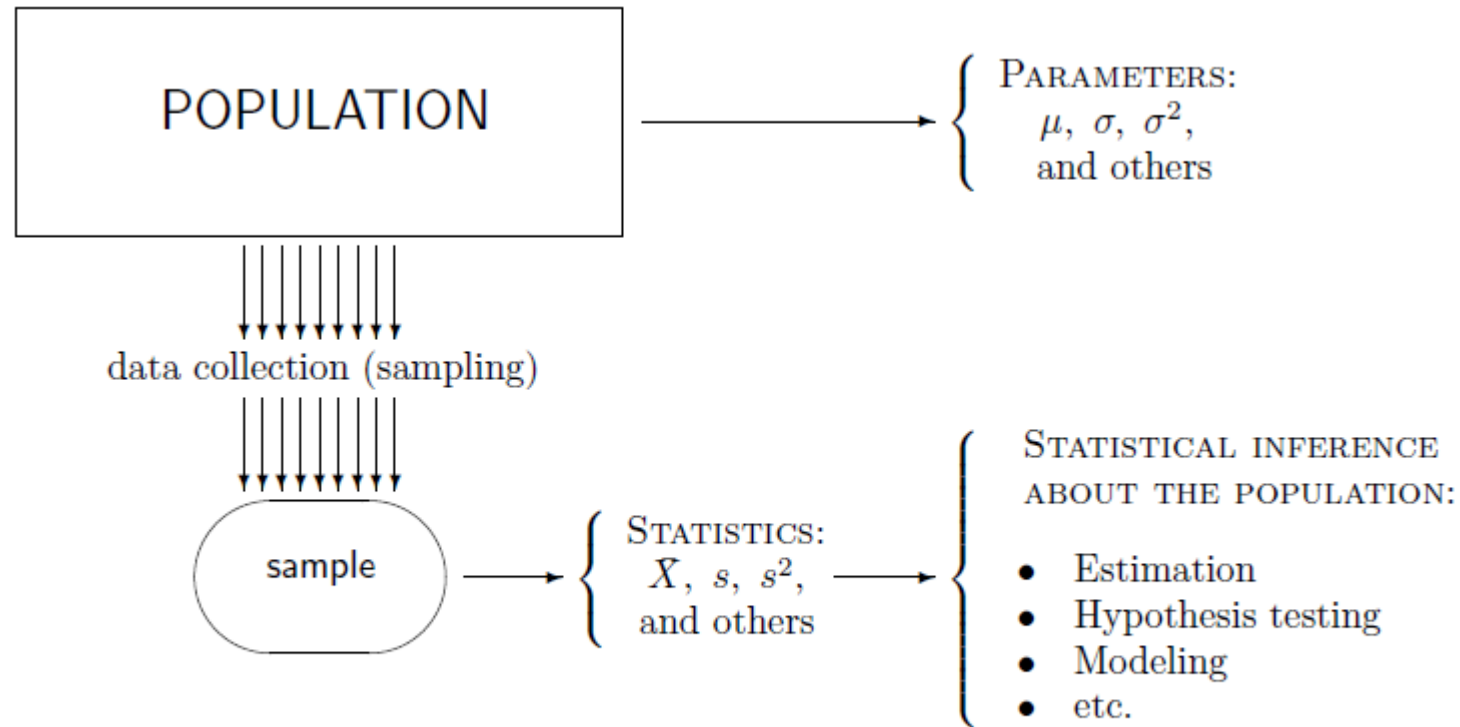 POPULATION
PARAMETERS:
μ, σ, σ²,
and others
data collection (sampling)
sample
STATISTICS:
X̄, s, s²,
and others
STATISTICAL INFERENCE
ABOUT THE POPULATION:
• Estimation
• Hypothesis testing
• Modeling
• etc.